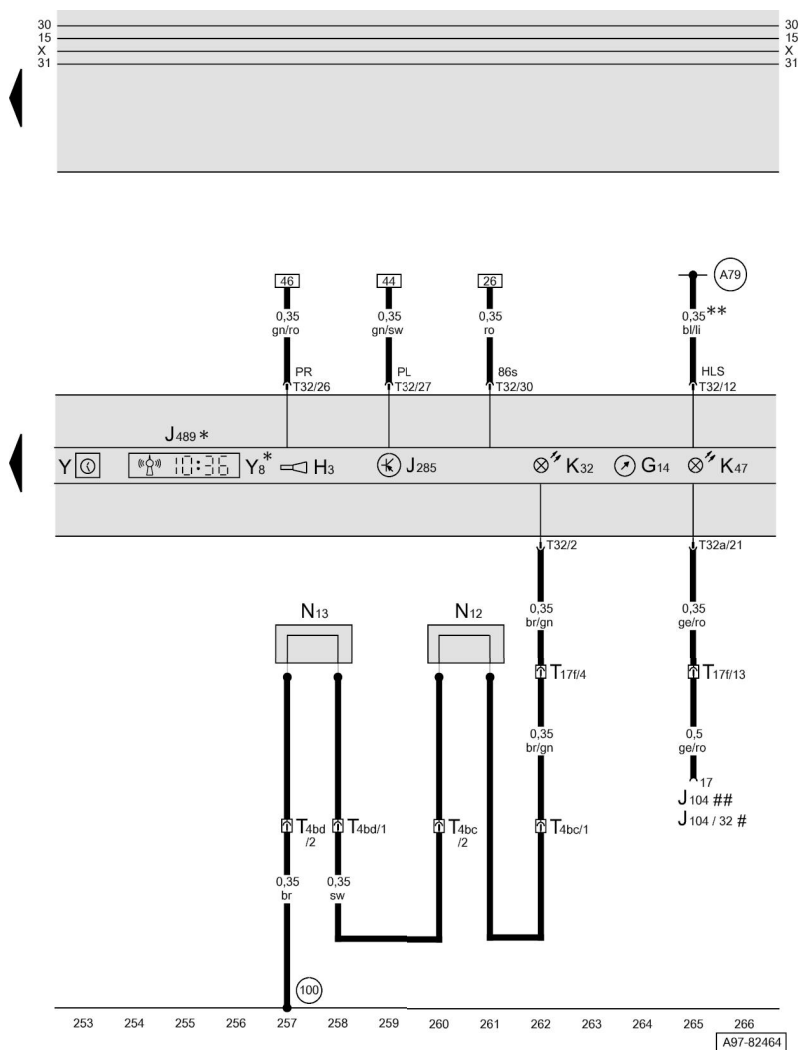 30 30
15 15
X X
31 31
46 44 26 A79
0,35 0,35 0,35 0,35**
gn/ro gn/sw ro bl/li
PR PL 86s HLS
T32/26 T32/27 T32/30 T32/12
J489*
Y 10:36 Y8* H3 J285 K32 G14 K47
T32/2 T32a/21
N13 N12 0,35 0,35
br/gn ge/ro
T17f/4 T17f/13
0,35 0,5
br/gn ge/ro
17
J104 ##
J104 / 32 #
T4bd/2 T4bd/1 T4bc/2 T4bc/1
0,35 0,35
br sw
100
253 254 255 256 257 258 259 260 261 262 263 264 265 266
A97-82464